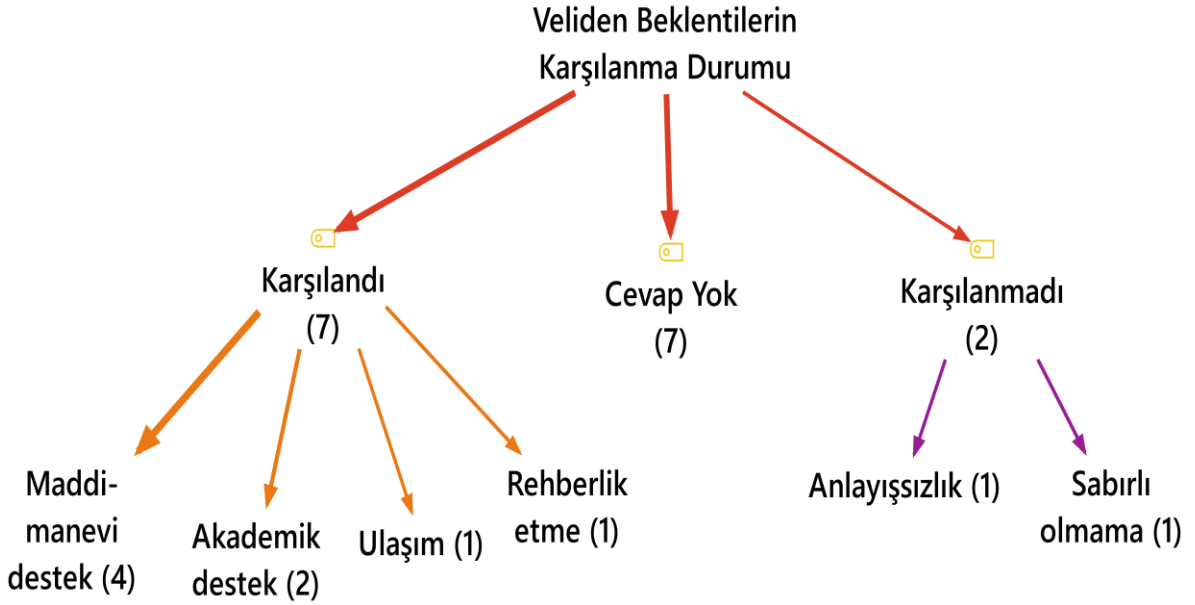 Veliden Beklentilerin
Karşılanma Durumu
Karşılandı
(7)
Cevap Yok
(7)
Karşılanmadı
(2)
Maddi-
manevi
destek (4)
Akademik
destek (2)
Ulaşım (1)
Rehberlik
etme (1)
Anlayışsızlık (1)
Sabırlı
olmama (1)